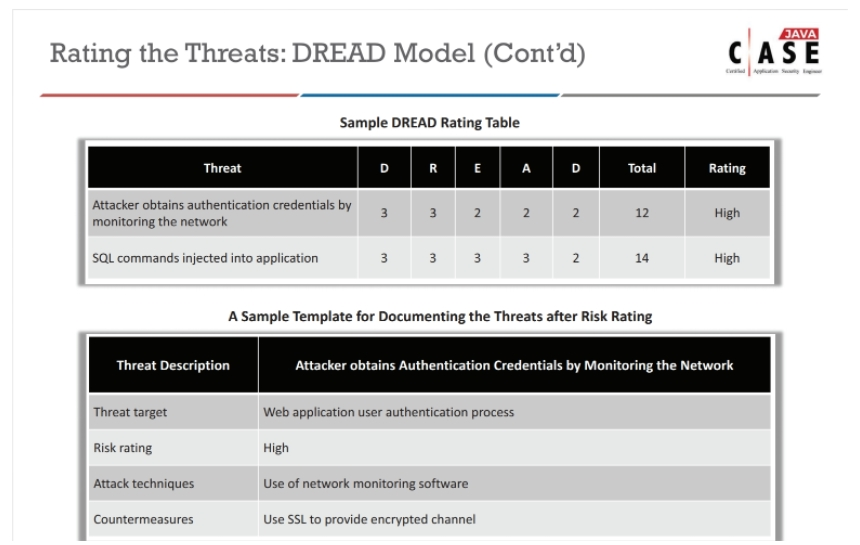 Rating the Threats: DREAD Model (Cont'd)
JAVA
CASE
Certified Application Security Engineer
Sample DREAD Rating Table
Threat D R E A D Total Rating
Attacker obtains authentication credentials by
monitoring the network 3 3 2 2 2 12 High
SQL commands injected into application 3 3 3 3 2 14 High
A Sample Template for Documenting the Threats after Risk Rating
Threat Description Attacker obtains Authentication Credentials by Monitoring the Network
Threat target Web application user authentication process
Risk rating High
Attack techniques Use of network monitoring software
Countermeasures Use SSL to provide encrypted channel